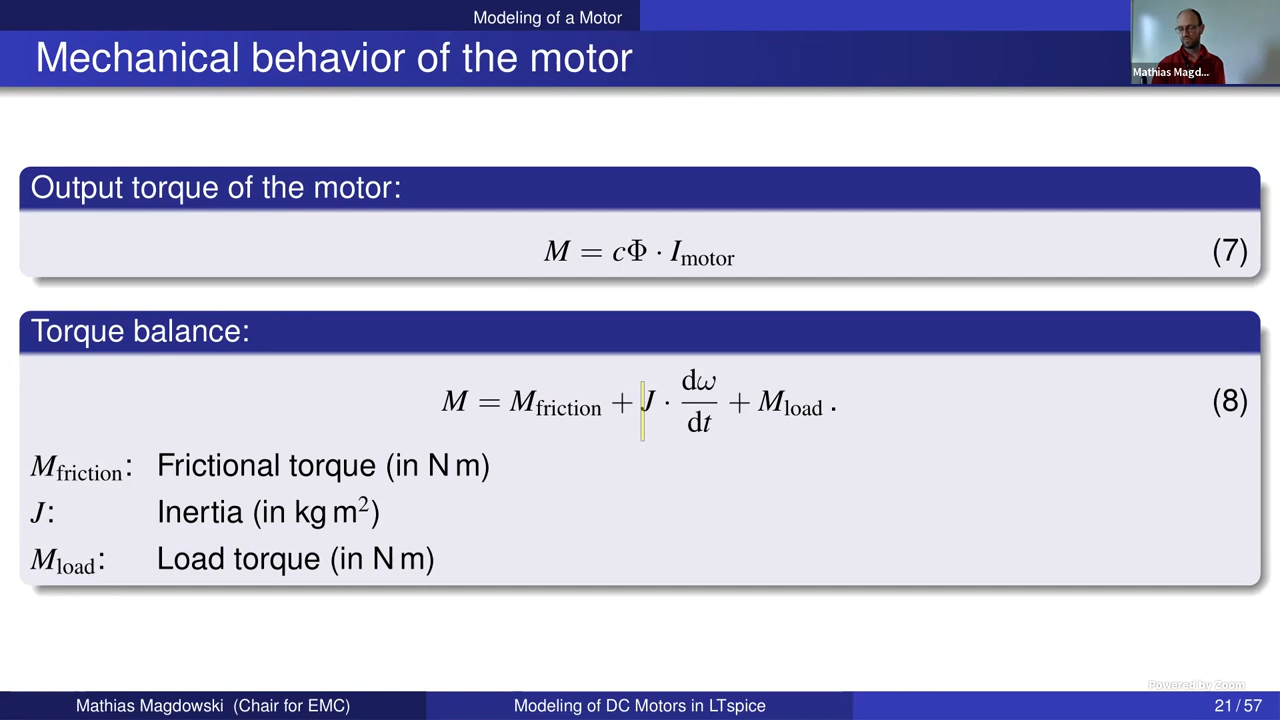 Modeling of a Motor
Mechanical behavior of the motor
Mathias Magd...
Output torque of the motor:
M = cΦ · I_motor (7)
Torque balance:
M = M_friction + J · dω/dt + M_load . (8)
M_friction: Frictional torque (in N m)
J: Inertia (in kg m²)
M_load: Load torque (in N m)
Powered by Zoom
Mathias Magdowski (Chair for EMC) Modeling of DC Motors in LTspice 21 / 57